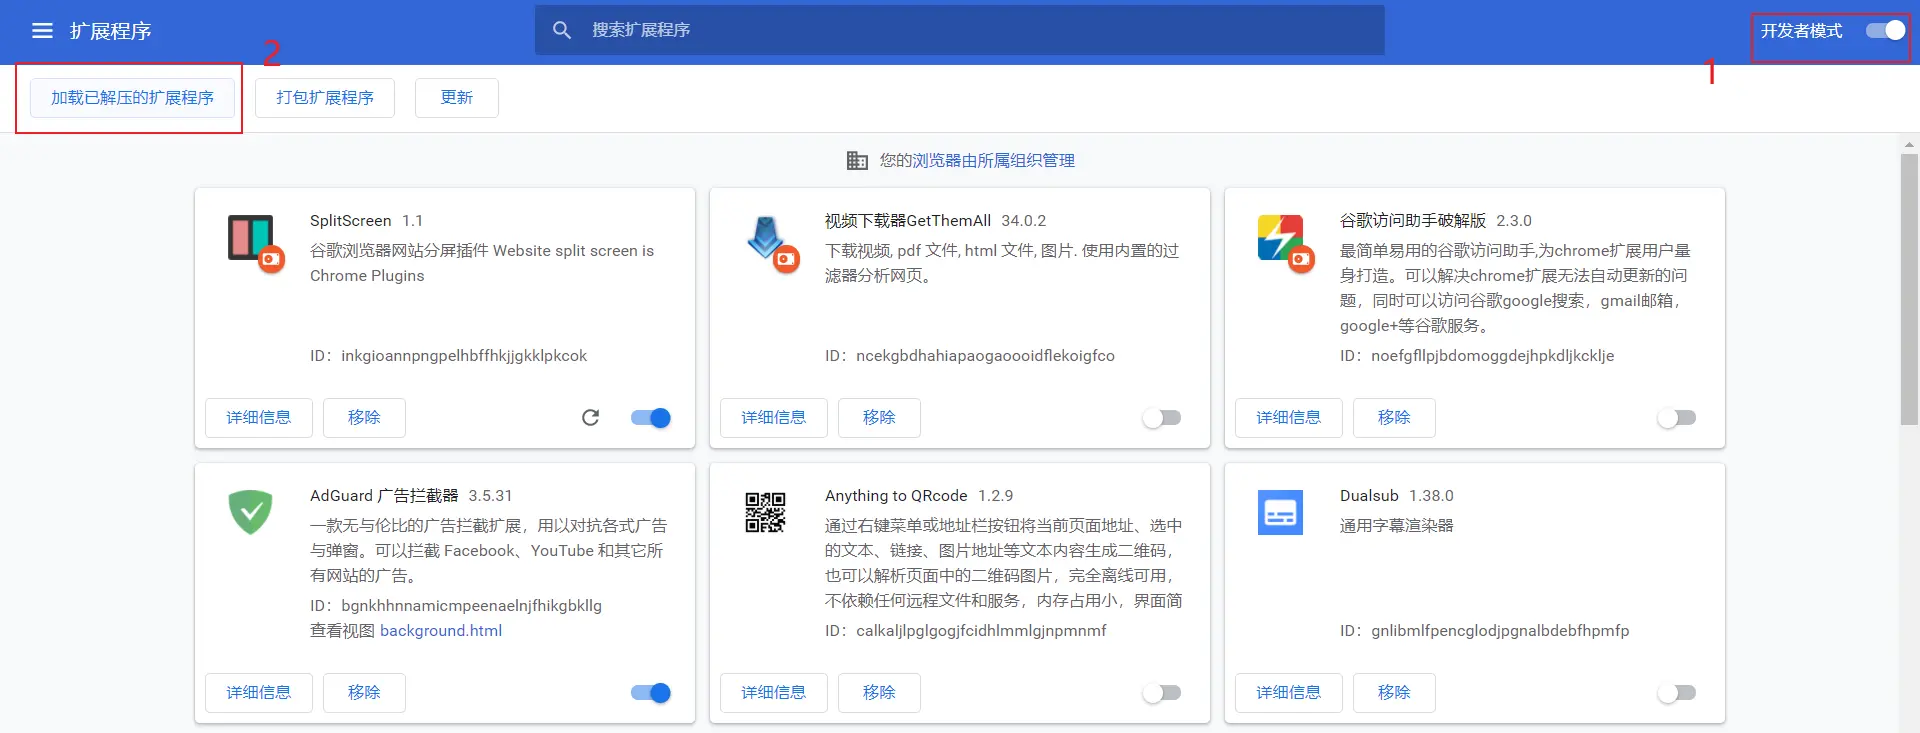 扩展程序
搜索扩展程序
开发者模式
2
1
加载已解压的扩展程序
打包扩展程序
更新
您的浏览器由所属组织管理
SplitScreen 1.1
谷歌浏览器网站分屏插件 Website split screen is
Chrome Plugins
ID：inkgioannpngpelhbffhkjjgkklpkcok
详细信息
移除
视频下载器GetThemAll 34.0.2
下载视频, pdf 文件, html 文件, 图片. 使用内置的过
滤器分析网页。
ID：ncekgbdhahiapaogaoooidflekoigfco
详细信息
移除
谷歌访问助手破解版 2.3.0
最简单易用的谷歌访问助手,为chrome扩展用户量
身打造。可以解决chrome扩展无法自动更新的问
题，同时可以访问谷歌google搜索，gmail邮箱，
google+等谷歌服务。
ID：noefgfllpjbdomoggdejhpkdljkcklje
详细信息
移除
AdGuard 广告拦截器 3.5.31
一款无与伦比的广告拦截扩展，用以对抗各式广告
与弹窗。可以拦截 Facebook、YouTube 和其它所
有网站的广告。
ID：bgnkhhnnamicmpeenaelnjfhikgbkllg
查看视图 background.html
详细信息
移除
Anything to QRcode 1.2.9
通过右键菜单或地址栏按钮将当前页面地址、选中
的文本、链接、图片地址等文本内容生成二维码，
也可以解析页面中的二维码图片，完全离线可用，
不依赖任何远程文件和服务，内存占用小，界面简
ID：calkaljlpglgogjfcidhlmmlgjnpmnmf
详细信息
移除
Dualsub 1.38.0
通用字幕渲染器
ID：gnlibmlfpencglodjpgnalbdebfhpmfp
详细信息
移除